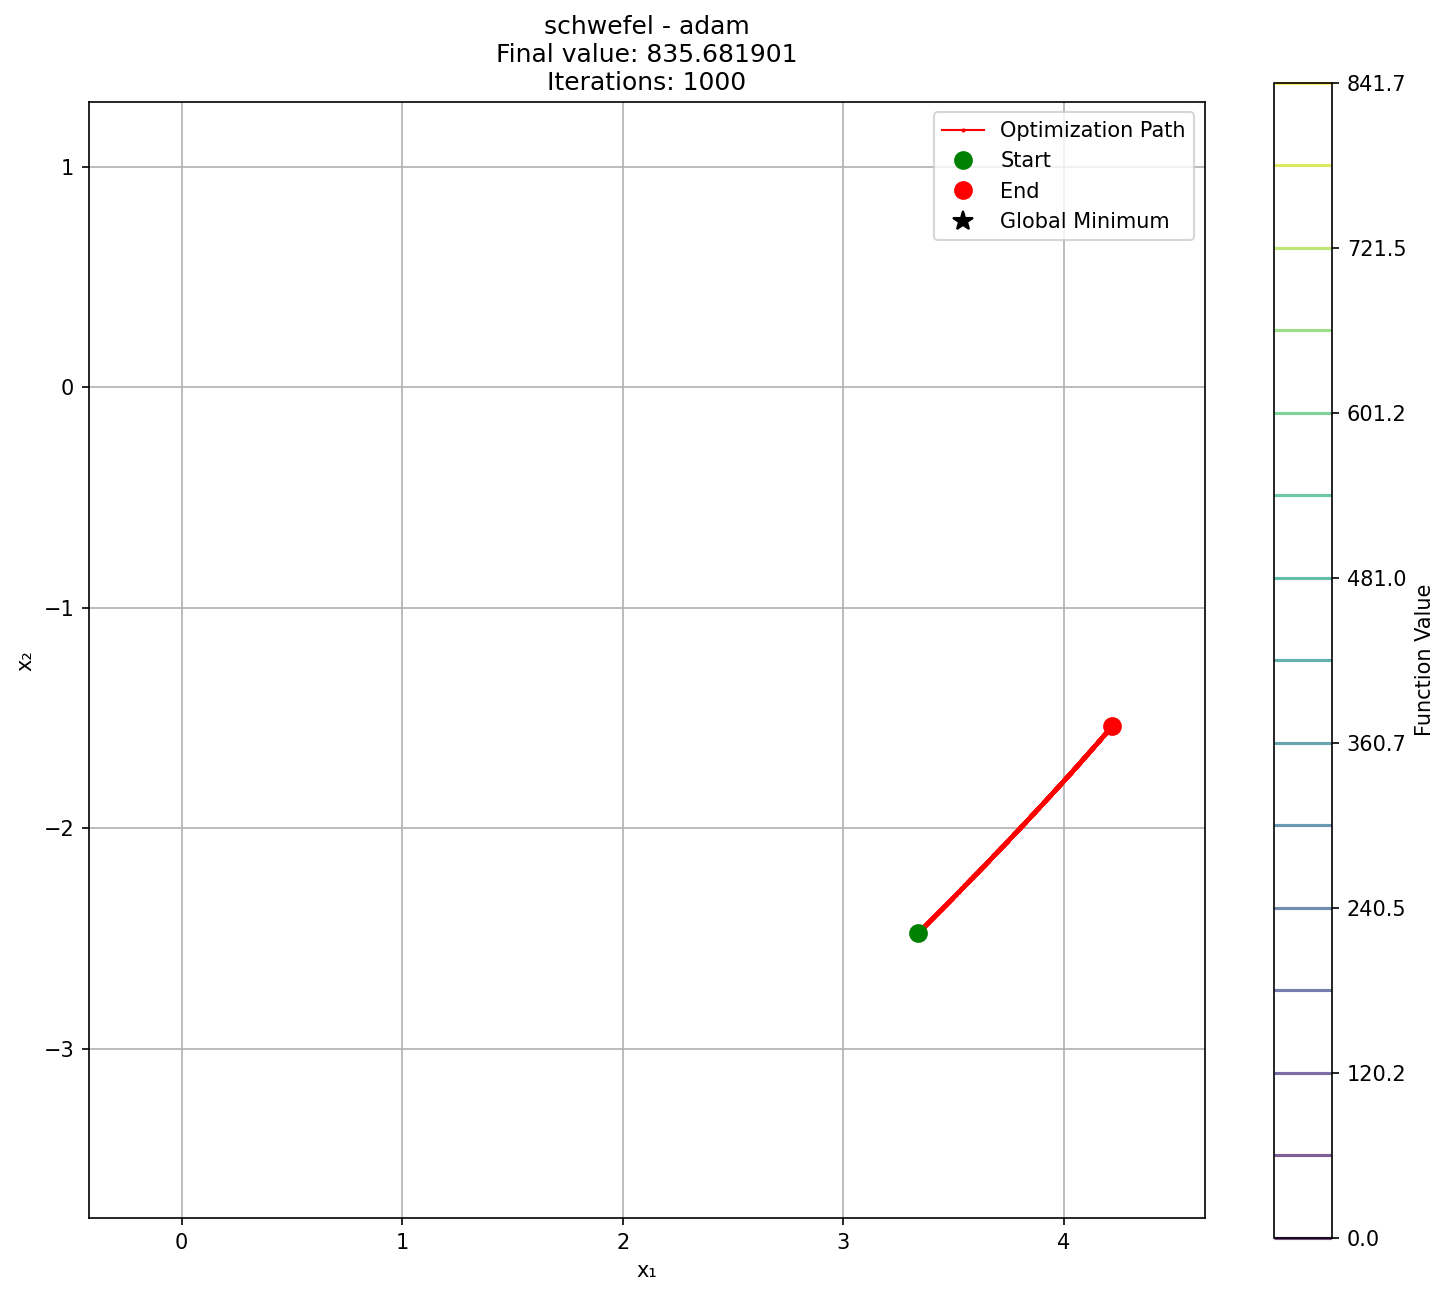 schwefel - adam
Final value: 835.681901
Iterations: 1000
Optimization Path
Start
End
Global Minimum
1
0
−1
−2
−3
x₂
0
1
2
3
4
x₁
841.7
721.5
601.2
481.0
360.7
240.5
120.2
0.0
Function Value